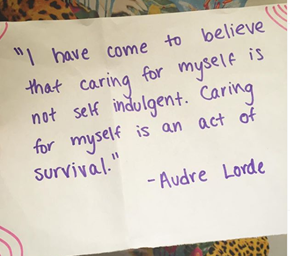 "I have come to believe
that caring for myself is
not self indulgent. Caring
for myself is an act of
survival."
-Audre Lorde